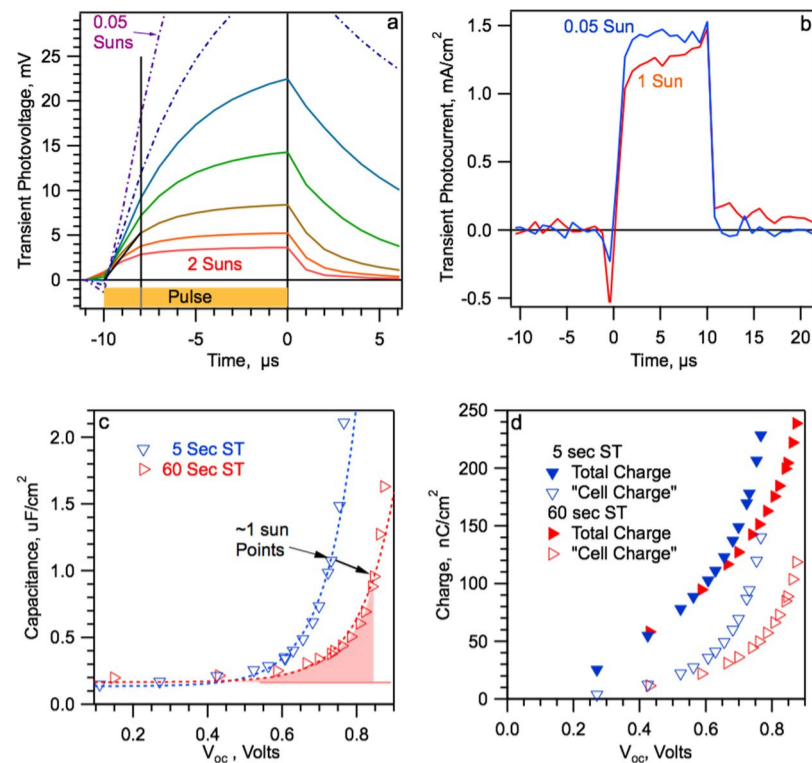 a
0.05
Suns
25
20
15
10
5
0
Transient Photovoltage, mV
2 Suns
Pulse
-10
-5
0
5
Time, µs
b
0.05 Sun
1 Sun
1.5
1.0
0.5
0.0
-0.5
Transient Photocurrent, mA/cm²
-10
-5
0
5
10
15
20
Time, µs
c
5 Sec ST
60 Sec ST
~1 sun
Points
2.0
1.5
1.0
0.5
0.0
Capacitance, uF/cm²
0.2
0.4
0.6
0.8
Voc , Volts
d
250
200
150
100
50
0
Charge, nC/cm²
5 sec ST
Total Charge
"Cell Charge"
60 sec ST
Total Charge
"Cell Charge"
0.0
0.2
0.4
0.6
0.8
Voc , Volts